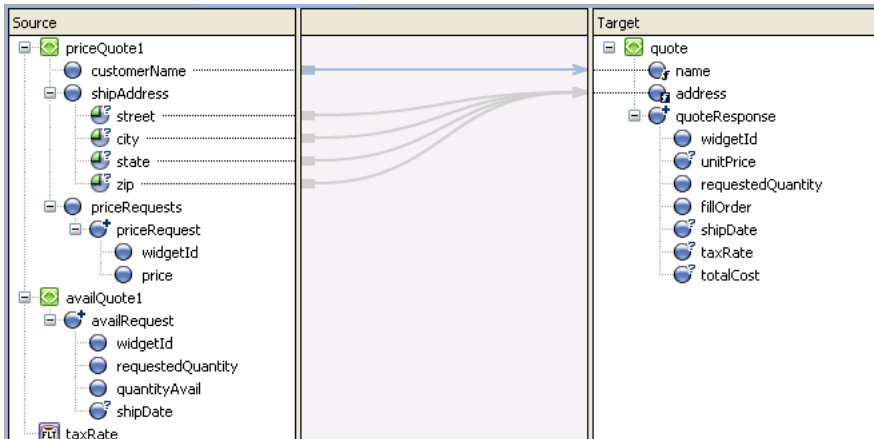 Source
priceQuote1
customerName
shipAddress
street
city
state
zip
priceRequests
priceRequest
widgetId
price
availQuote1
availRequest
widgetId
requestedQuantity
quantityAvail
shipDate
FLT taxRate
Target
quote
name
address
quoteResponse
widgetId
unitPrice
requestedQuantity
fillOrder
shipDate
taxRate
totalCost